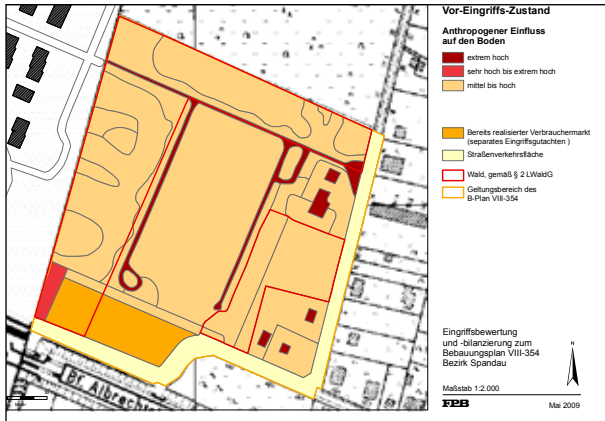 Vor-Eingriffs-Zustand
Anthropogener Einfluss
auf den Boden
extrem hoch
sehr hoch bis extrem hoch
mittel bis hoch
Bereits realisierter Verbrauchermarkt
(separates Eingriffsgutachten )
Straßenverkehrsfläche
Wald, gemäß § 2 LWaldG
Geltungsbereich des
B-Plan VIII-354
Eingriffsbewertung
und -bilanzierung zum
Bebauungsplan VIII-354
Bezirk Spandau
N
Maßstab 1:2.000
FPB
Mai 2009
Br. Albrecht